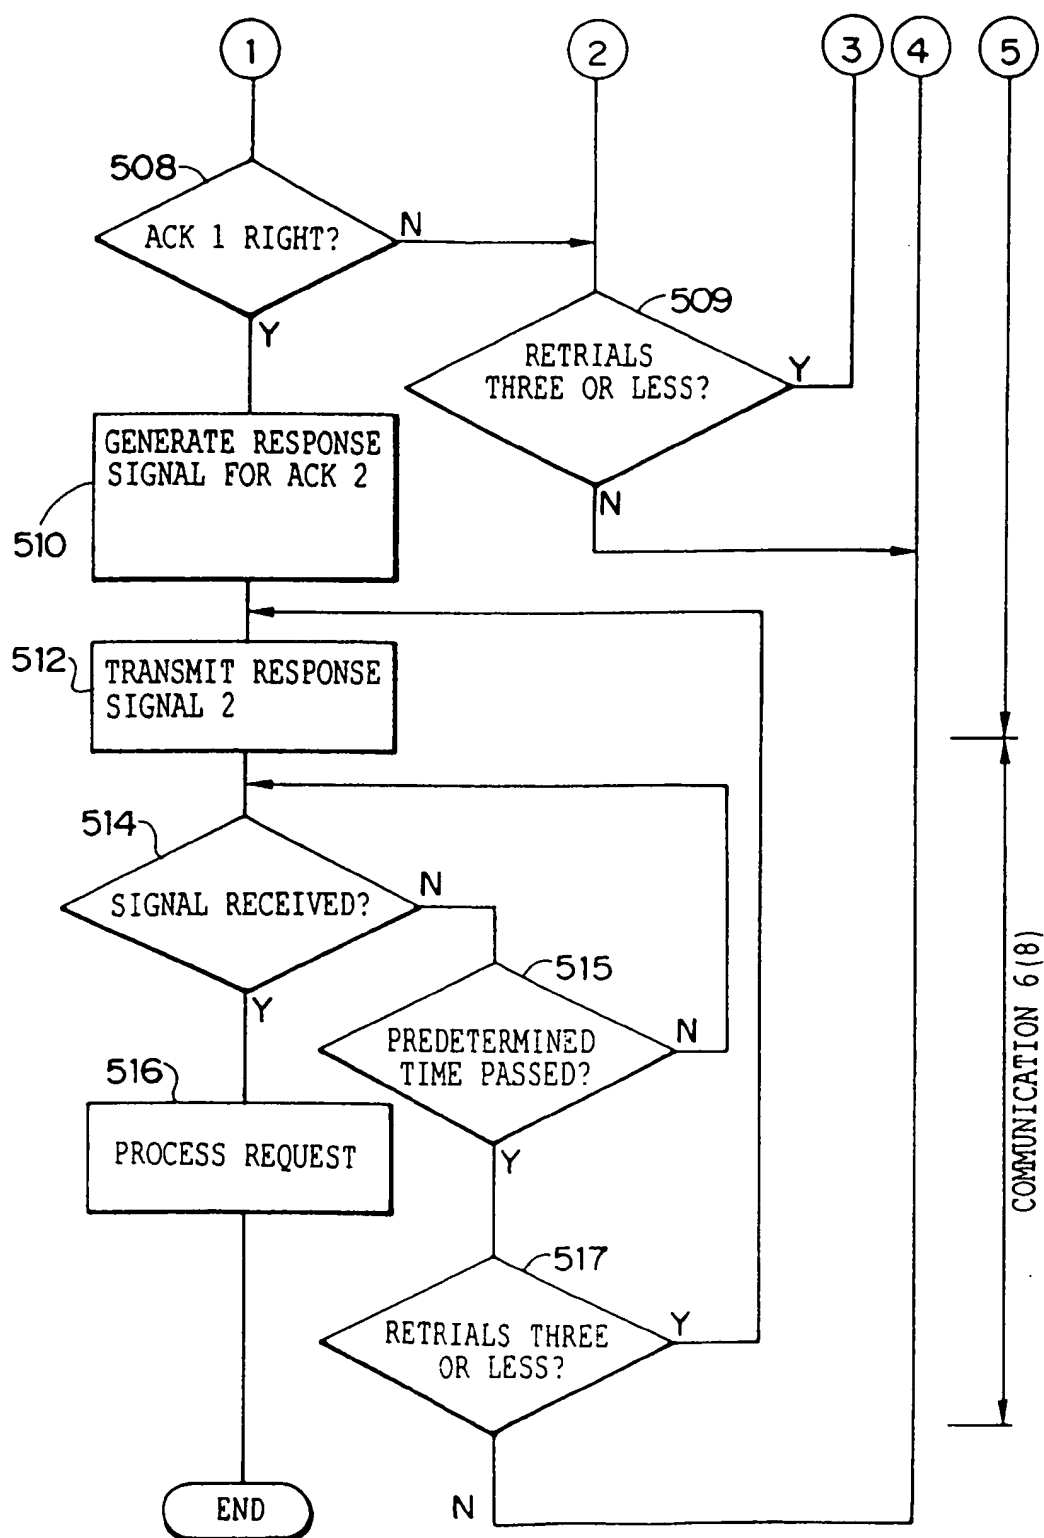 1
2
3
4
5
508
ACK 1 RIGHT?
N
Y
509
RETRIALS
THREE OR LESS?
Y
N
GENERATE RESPONSE
SIGNAL FOR ACK 2
510
512
TRANSMIT RESPONSE
SIGNAL 2
514
SIGNAL RECEIVED?
N
Y
515
PREDETERMINED
TIME PASSED?
N
Y
516
PROCESS REQUEST
517
RETRIALS THREE
OR LESS?
Y
N
END
COMMUNICATION 6(8)